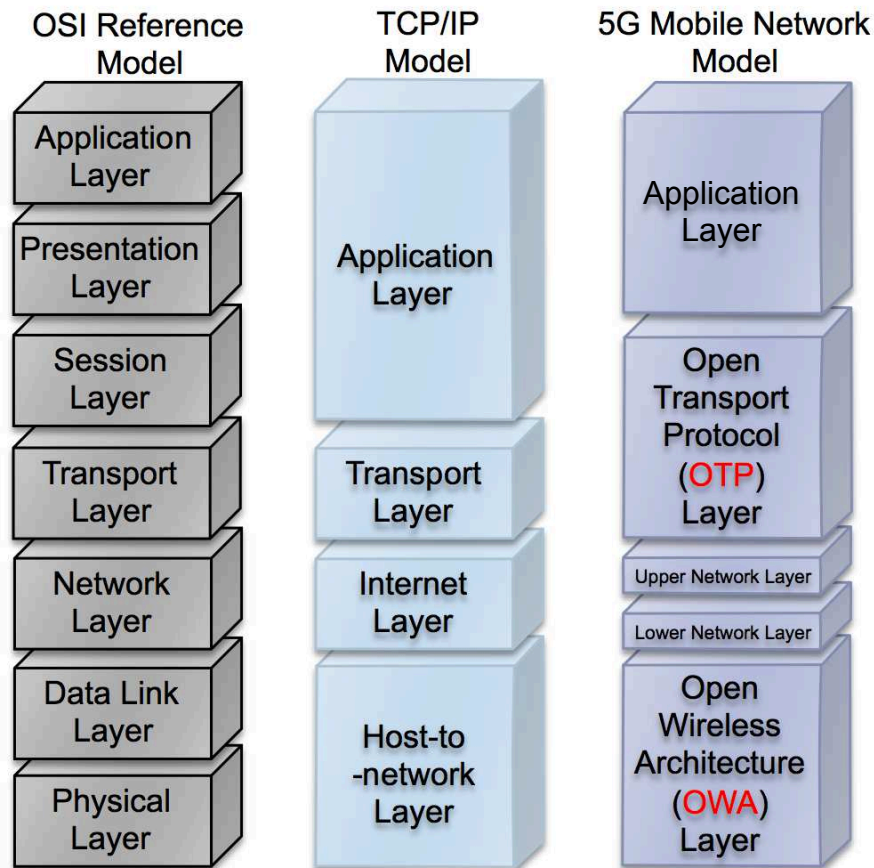 OSI Reference
Model
Application
Layer
Presentation
Layer
Session
Layer
Transport
Layer
Network
Layer
Data Link
Layer
Physical
Layer
TCP/IP
Model
Application
Layer
Transport
Layer
Internet
Layer
Host-to
-network
Layer
5G Mobile Network
Model
Application
Layer
Open
Transport
Protocol
(OTP)
Layer
Upper Network Layer
Lower Network Layer
Open
Wireless
Architecture
(OWA)
Layer